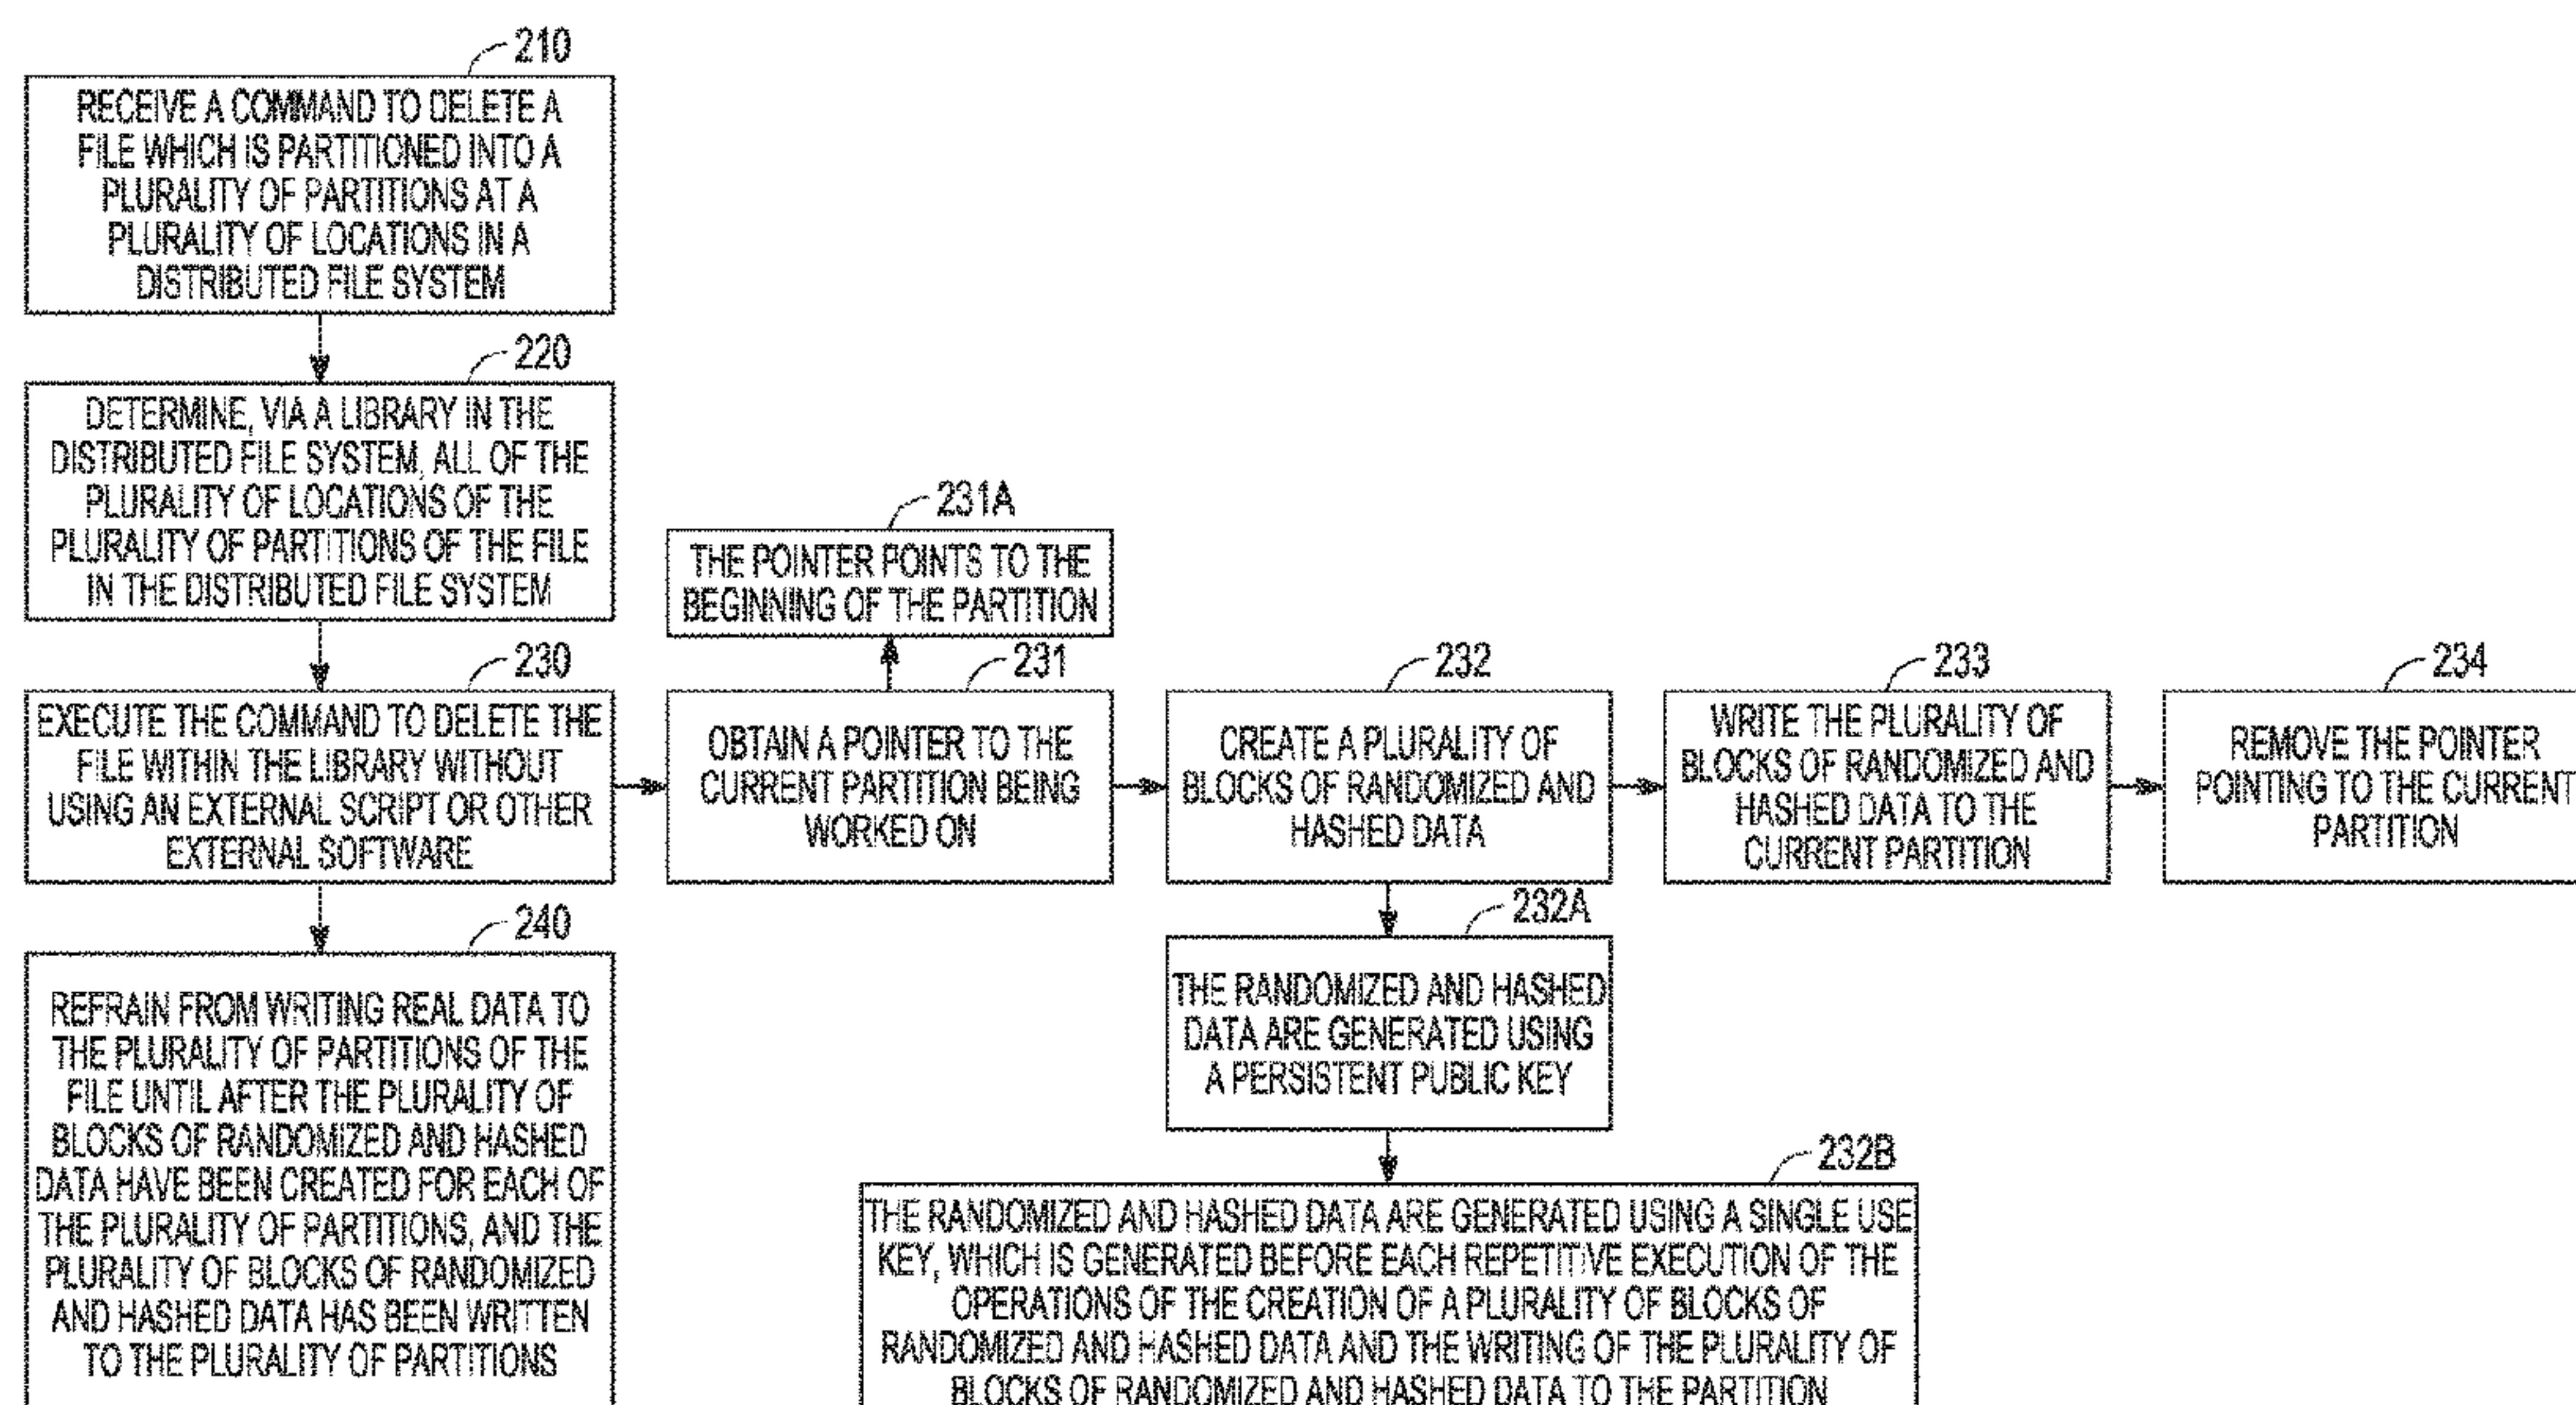 210
RECEIVE A COMMAND TO DELETE A
FILE WHICH IS PARTITIONED INTO A
PLURALITY OF PARTITIONS AT A
PLURALITY OF LOCATIONS IN A
DISTRIBUTED FILE SYSTEM
220
DETERMINE, VIA A LIBRARY IN THE
DISTRIBUTED FILE SYSTEM, ALL OF THE
PLURALITY OF LOCATIONS OF THE
PLURALITY OF PARTITIONS OF THE FILE
IN THE DISTRIBUTED FILE SYSTEM
230
EXECUTE THE COMMAND TO DELETE THE
FILE WITHIN THE LIBRARY WITHOUT
USING AN EXTERNAL SCRIPT OR OTHER
EXTERNAL SOFTWARE
231A
THE POINTER POINTS TO THE
BEGINNING OF THE PARTITION
231
OBTAIN A POINTER TO THE
CURRENT PARTITION BEING
WORKED ON
232
CREATE A PLURALITY OF
BLOCKS OF RANDOMIZED AND
HASHED DATA
233
WRITE THE PLURALITY OF
BLOCKS OF RANDOMIZED AND
HASHED DATA TO THE
CURRENT PARTITION
234
REMOVE THE POINTER
POINTING TO THE CURRENT
PARTITION
240
REFRAIN FROM WRITING REAL DATA TO
THE PLURALITY OF PARTITIONS OF THE
FILE UNTIL AFTER THE PLURALITY OF
BLOCKS OF RANDOMIZED AND HASHED
DATA HAVE BEEN CREATED FOR EACH OF
THE PLURALITY OF PARTITIONS, AND THE
PLURALITY OF BLOCKS OF RANDOMIZED
AND HASHED DATA HAS BEEN WRITTEN
TO THE PLURALITY OF PARTITIONS
232A
THE RANDOMIZED AND HASHED
DATA ARE GENERATED USING
A PERSISTENT PUBLIC KEY
232B
THE RANDOMIZED AND HASHED DATA ARE GENERATED USING A SINGLE USE
KEY, WHICH IS GENERATED BEFORE EACH REPETITIVE EXECUTION OF THE
OPERATIONS OF THE CREATION OF A PLURALITY OF BLOCKS OF
RANDOMIZED AND HASHED DATA AND THE WRITING OF THE PLURALITY OF
BLOCKS OF RANDOMIZED AND HASHED DATA TO THE PARTITION